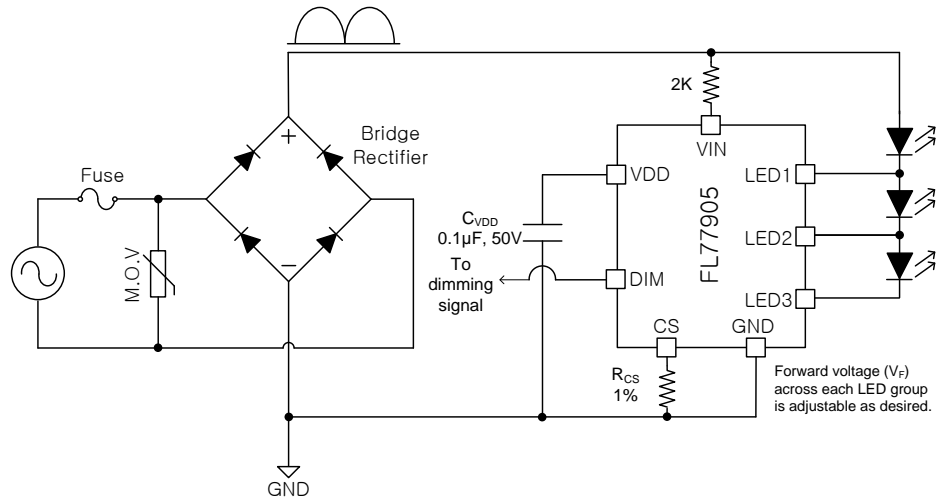 2K
Bridge
Rectifier
VIN
Fuse
+
VDD
LED1
CVDD
0.1µF, 50V
FL77905
LED2
M.O.V
−
To
dimming
signal
DIM
LED3
CS
GND
RCS
1%
Forward voltage (VF)
across each LED group
is adjustable as desired.
GND